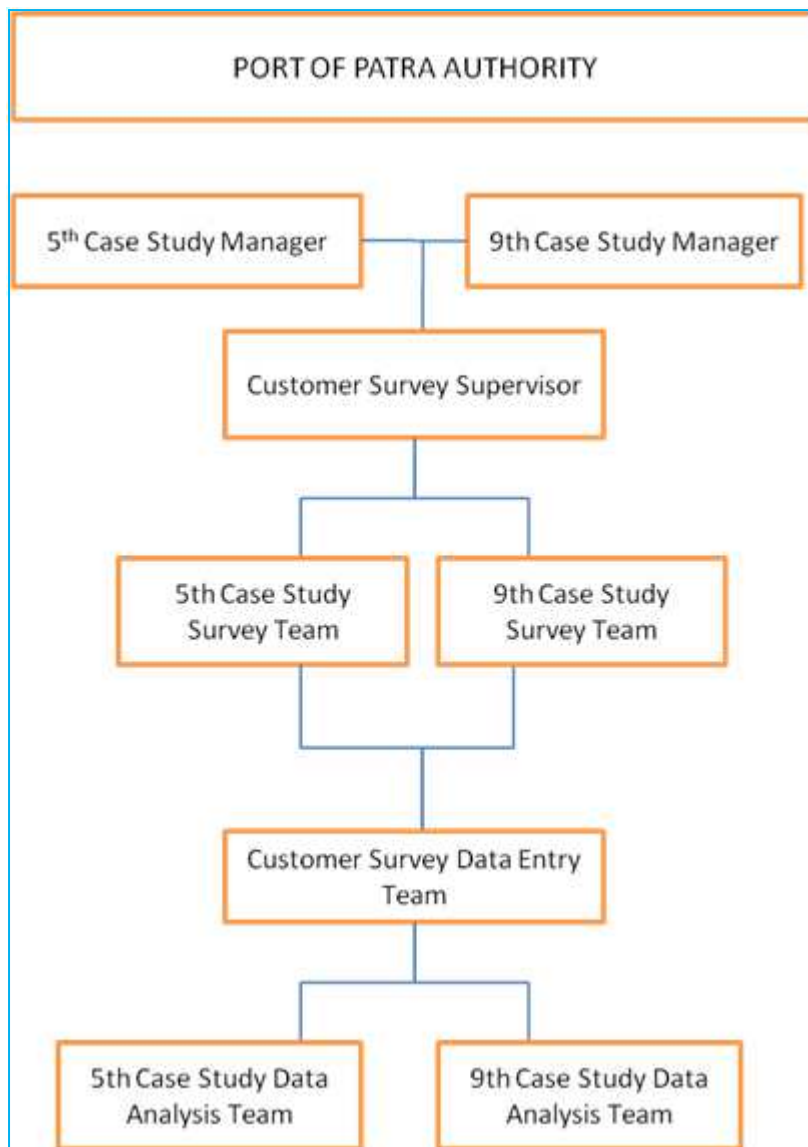 PORT OF PATRA AUTHORITY
5th Case Study Manager
9th Case Study Manager
Customer Survey Supervisor
5th Case Study
Survey Team
9th Case Study
Survey Team
Customer Survey Data Entry
Team
5th Case Study Data
Analysis Team
9th Case Study Data
Analysis Team